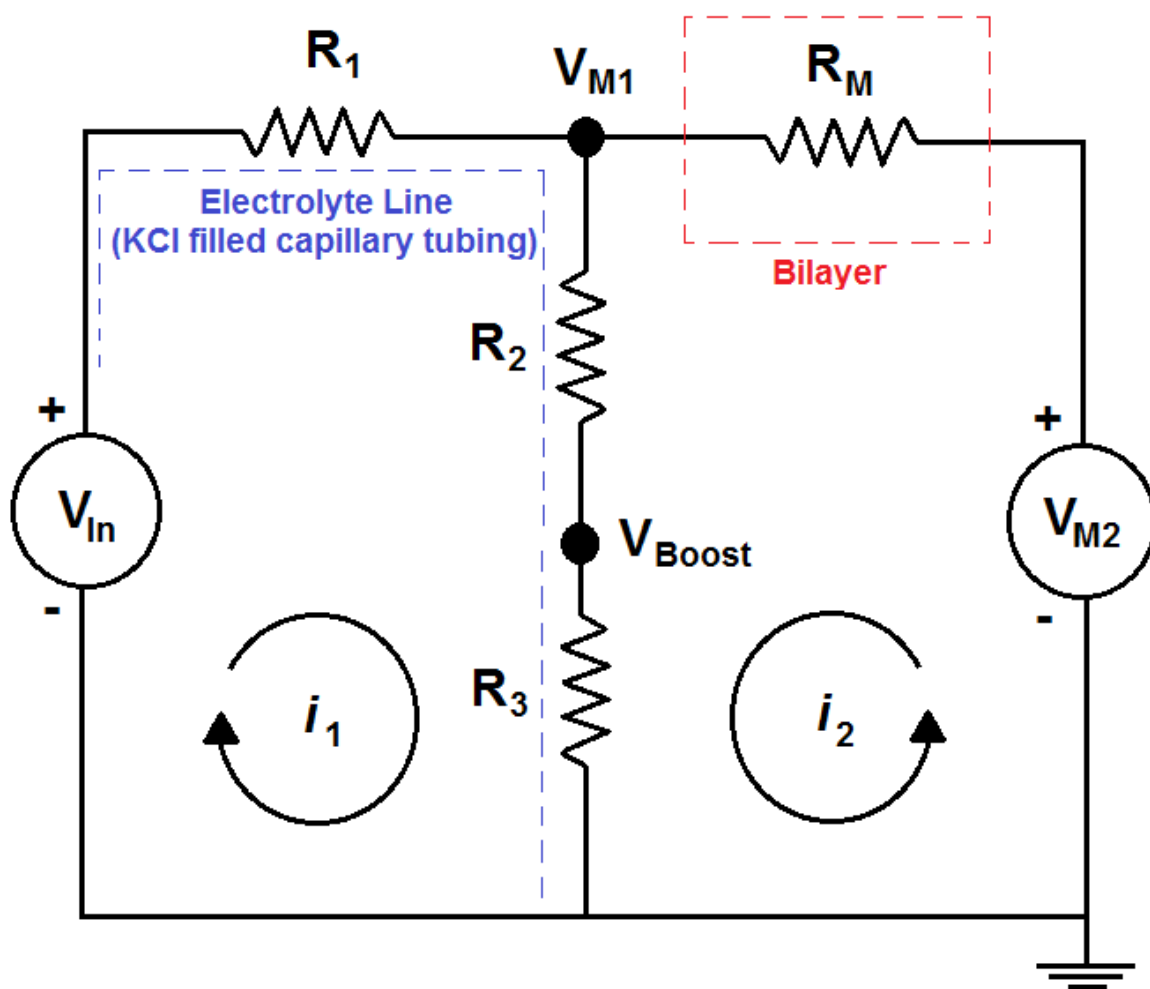 R1
VM1
RM
Electrolyte Line
(KCl filled capillary tubing)
Bilayer
R2
+
+
VIn
VM2
VBoost
-
-
R3
i1
i2